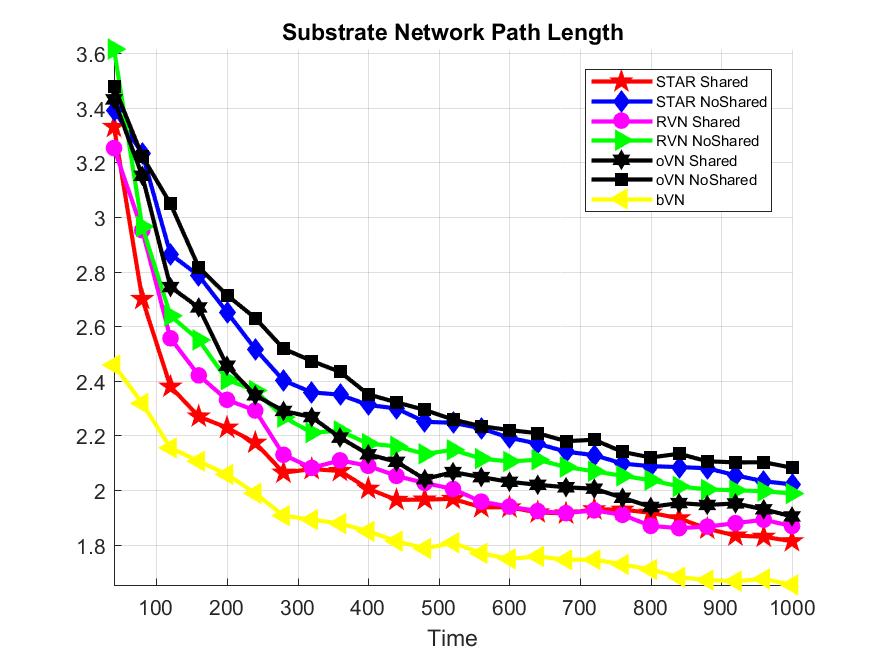 Substrate Network Path Length
3.6
3.4
3.2
3
2.8
2.6
2.4
2.2
2
1.8
STAR Shared
STAR NoShared
RVN Shared
RVN NoShared
oVN Shared
oVN NoShared
bVN
100 200 300 400 500 600 700 800 900 1000
Time